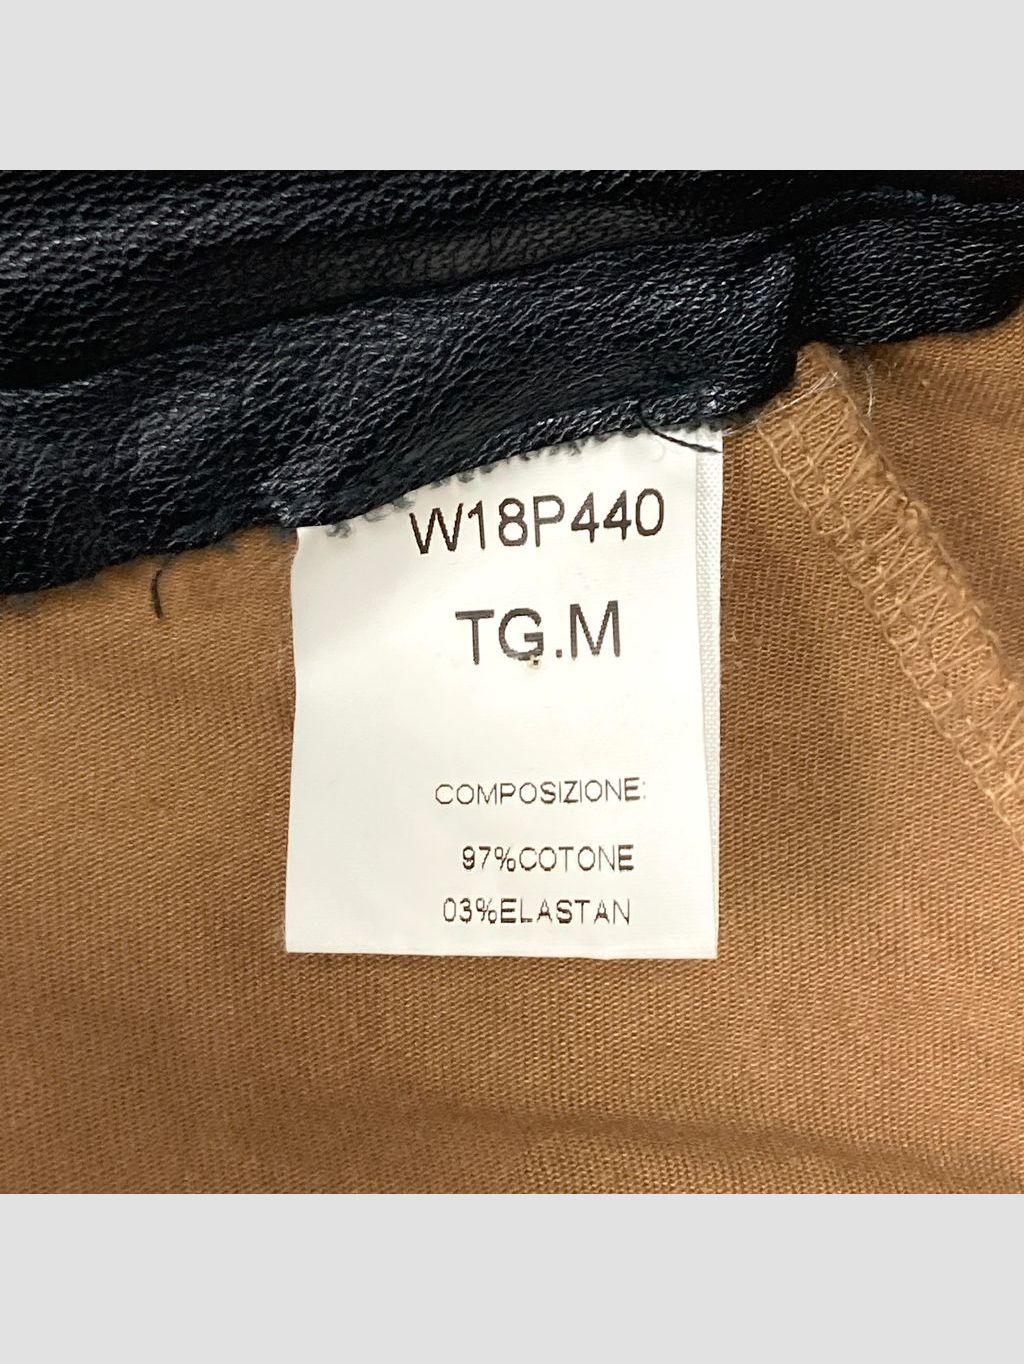 W18P440
TG.M
COMPOSIZIONE:
97%COTONE
03%ELASTAN